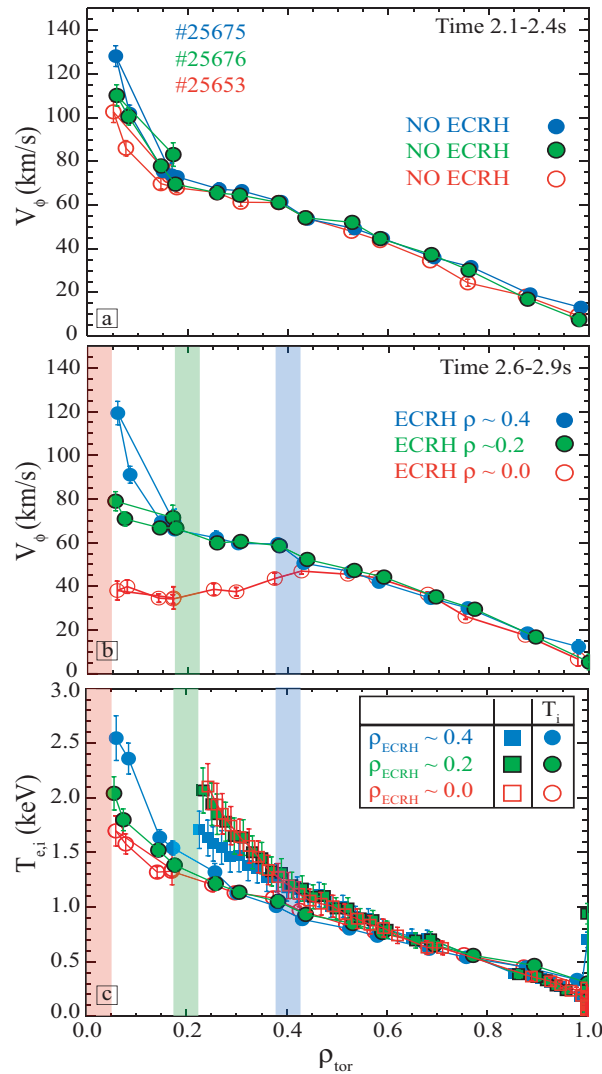 140
120
100
80
60
40
20
0
V_ϕ (km/s)
#25675
#25676
#25653
Time 2.1-2.4s
NO ECRH
NO ECRH
NO ECRH
a
140
120
100
80
60
40
20
0
V_ϕ (km/s)
Time 2.6-2.9s
ECRH ρ ~ 0.4
ECRH ρ ~0.2
ECRH ρ ~ 0.0
b
3.0
2.5
2.0
1.5
1.0
0.5
0.0
T_e,i (keV)
T_i
ρ_ECRH ~ 0.4
ρ_ECRH ~ 0.2
ρ_ECRH ~ 0.0
c
0.0 0.2 0.4 0.6 0.8 1.0
ρ_tor